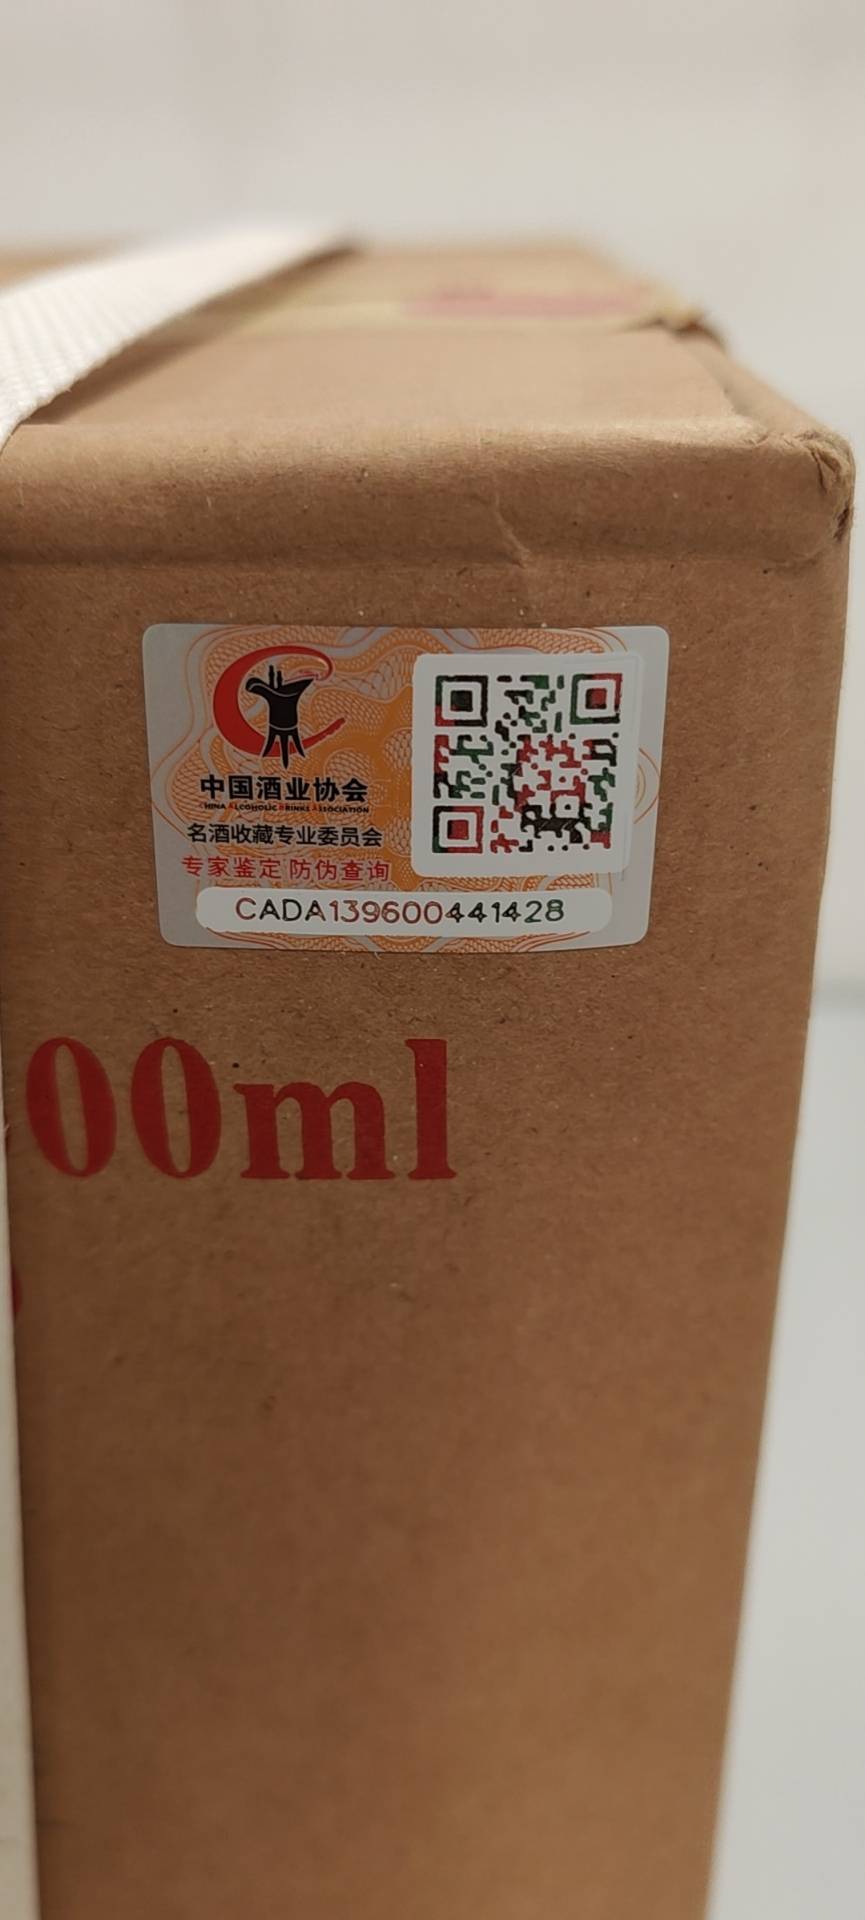 中国酒业协会
CHINA ALCOHOLIC DRINKS ASSOCIATION
名酒收藏专业委员会
专家鉴定 防伪查询
CADA139600441428
00ml